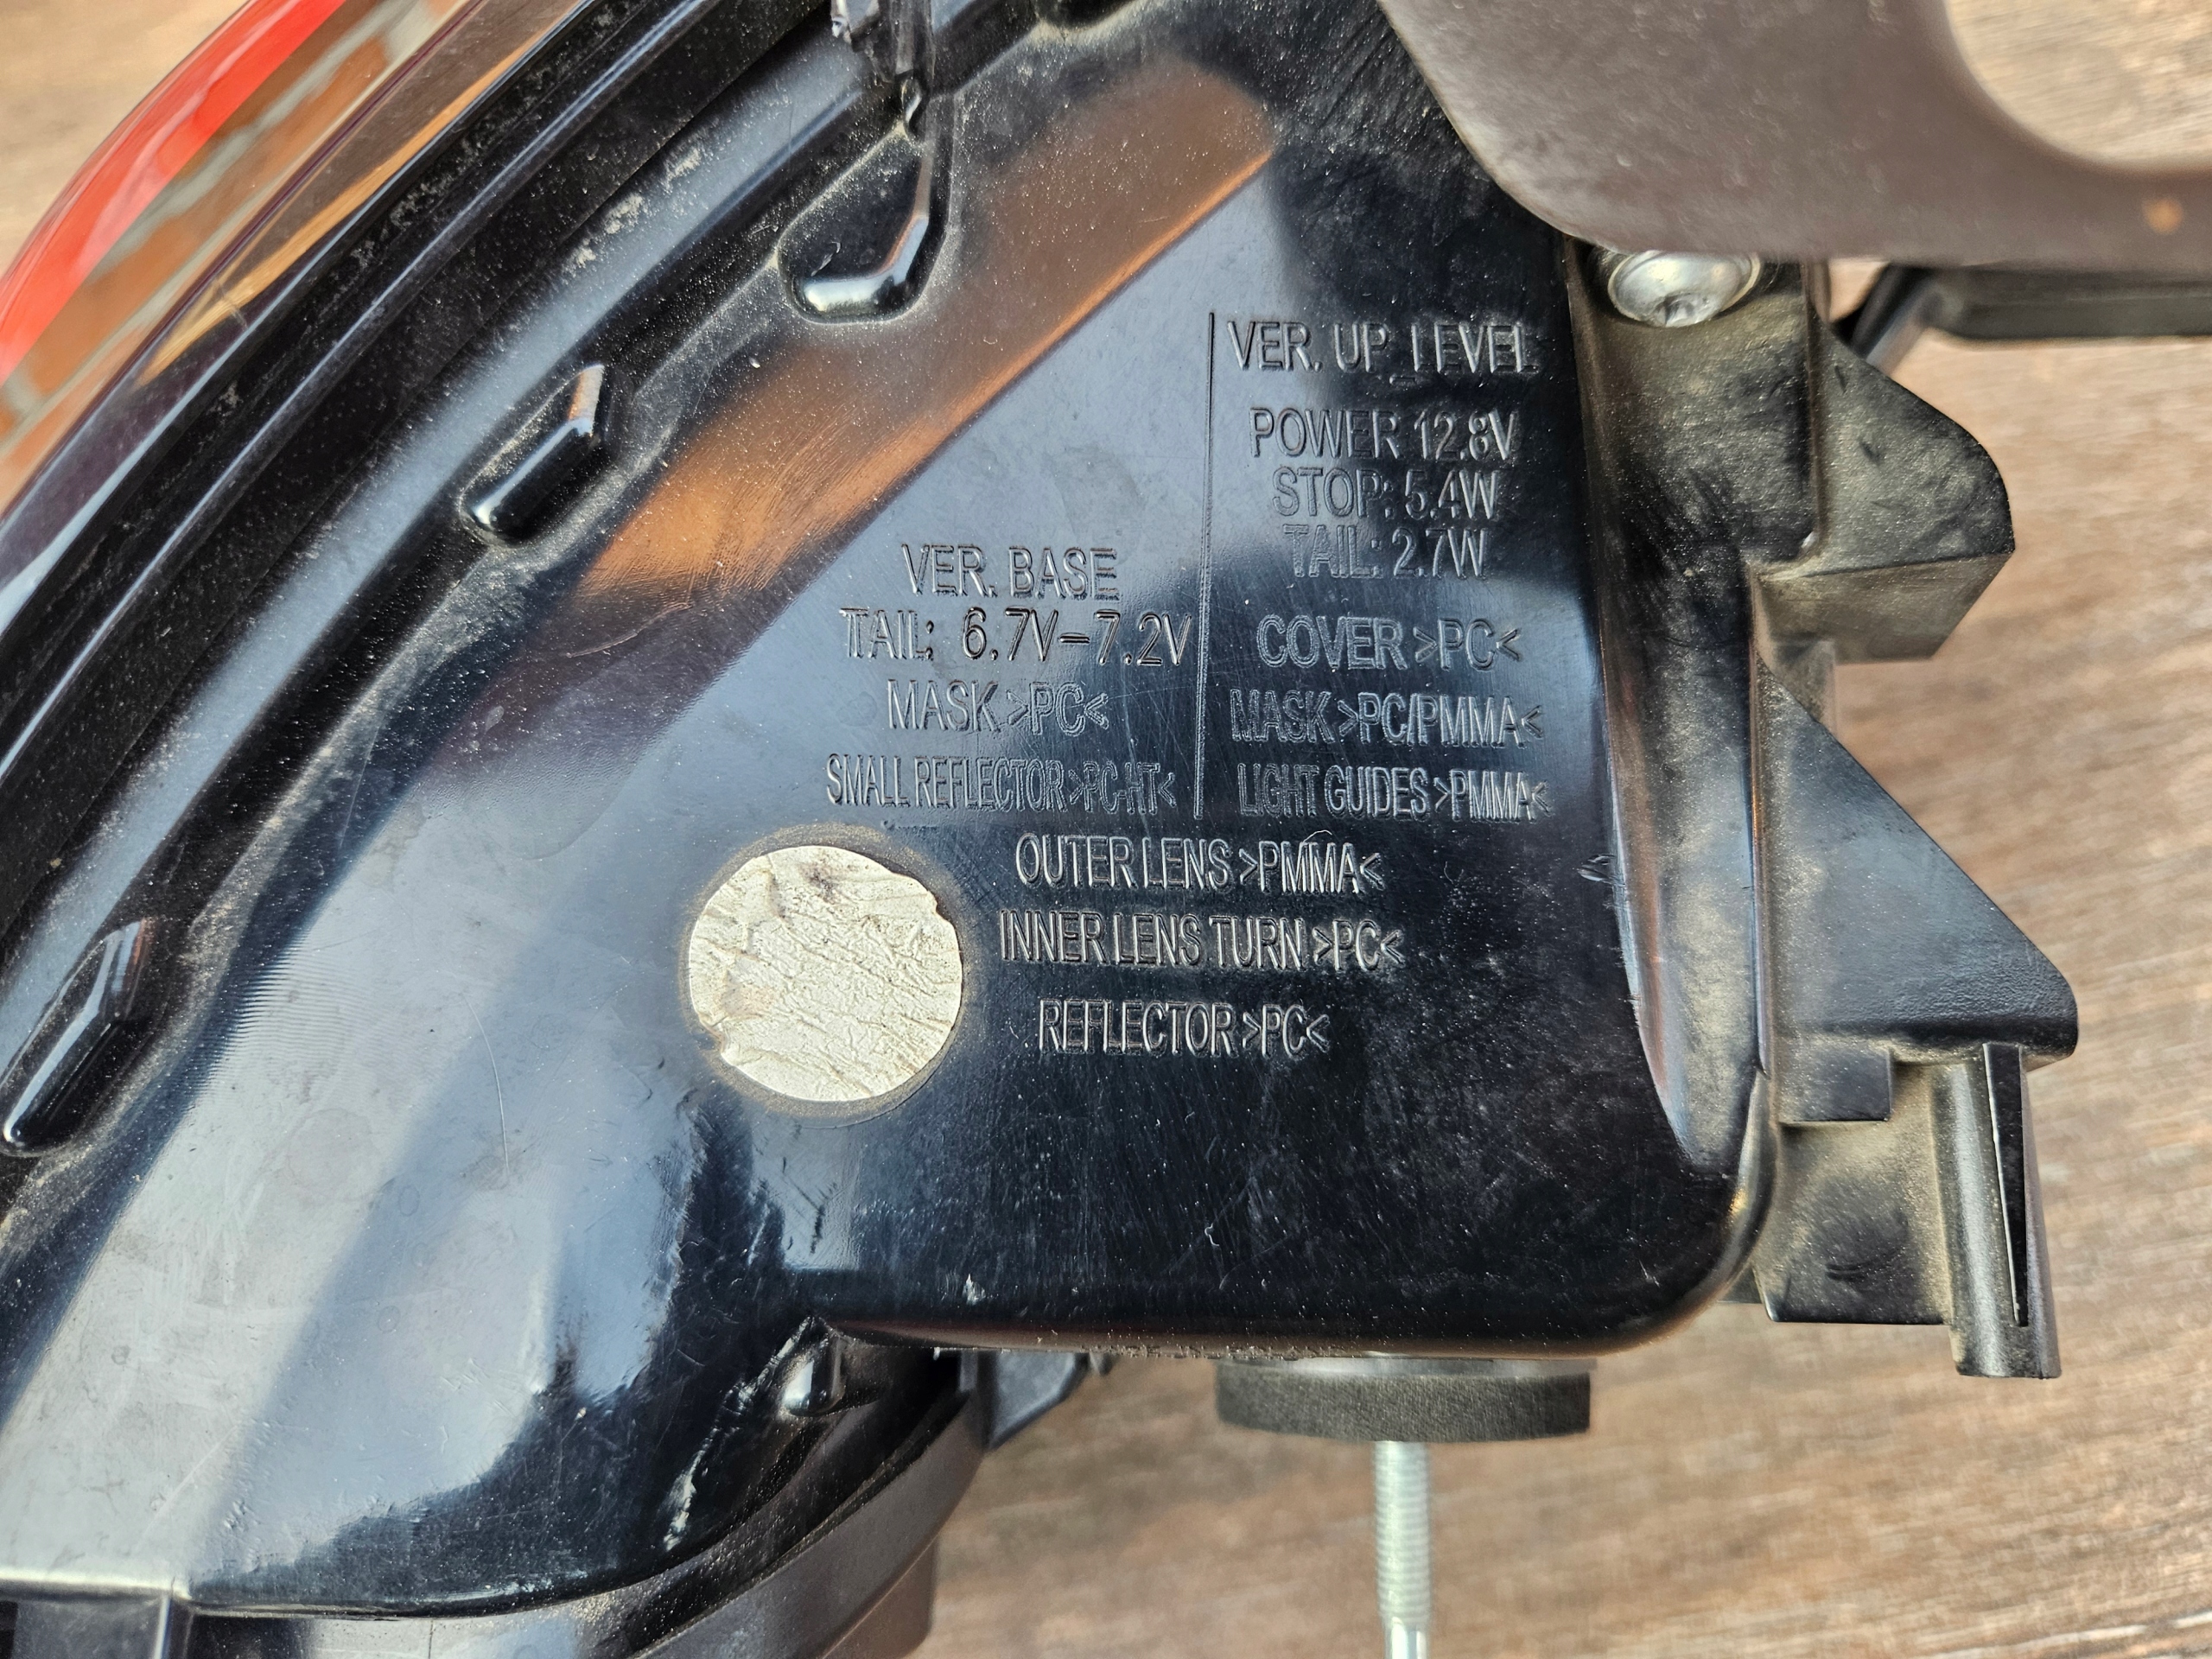 VER. BASE
TAIL: 6.7V-7.2V
MASK >PC<
SMALL REFLECTOR >PC-HT<
VER. UP_LEVEL
POWER 12.8V
STOP: 5.4W
TAIL: 2.7W
COVER >PC<
MASK >PC/PMMA<
LIGHT GUIDES >PMMA<
OUTER LENS >PMMA<
INNER LENS TURN >PC<
REFLECTOR >PC<